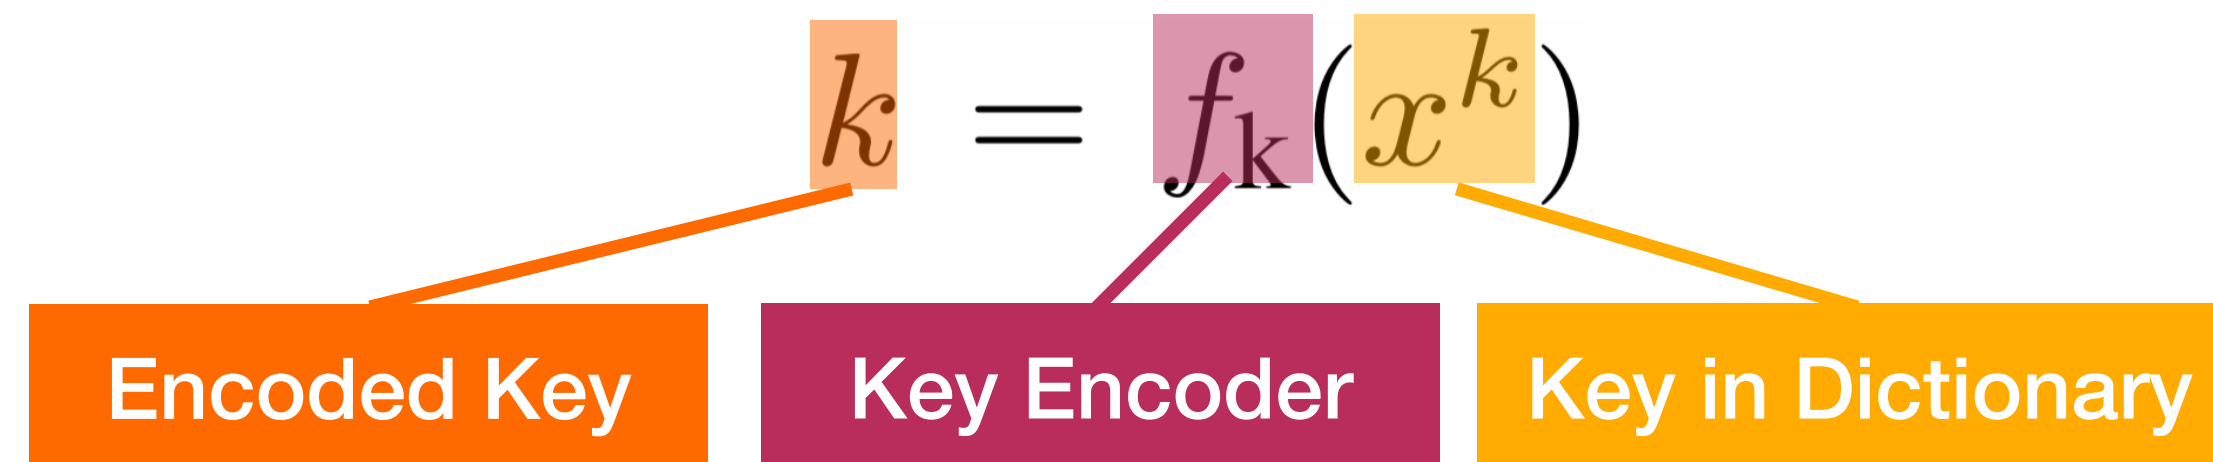 k = f_k(x^k)
Encoded Key
Key Encoder
Key in Dictionary